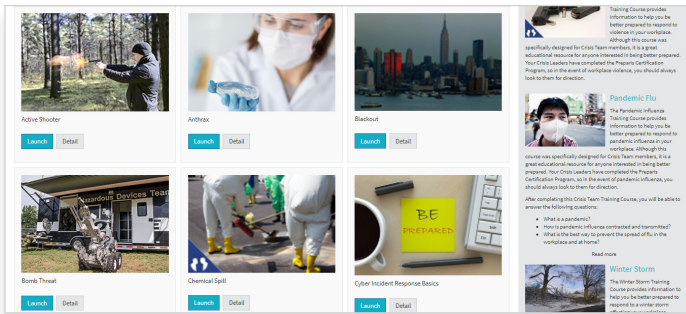 Active Shooter
Launch
Detail
Anthrax
Launch
Detail
Blackout
Launch
Detail
Hazardous Devices Team
Bomb Threat
Launch
Detail
Chemical Spill
Launch
Detail
BE
PREPARED
Cyber Incident Response Basics
Launch
Detail
Training Course provides
information to help you be
better prepared to respond to
violence in your workplace.
Although this course was
specifically designed for Crisis Team members, it is a great
educational resource for anyone interested in being better prepared.
Your Crisis Leaders have completed the Preparis Certification
Program, so in the event of workplace violence, you should always
look to them for direction.
Pandemic Flu
The Pandemic Influenza
Training Course provides
information to help you be
better prepared to respond to
pandemic influenza in your
workplace. Although this
course was specifically designed for Crisis Team members, it is a
great educational resource for anyone interested in being better
prepared. Your Crisis Leaders have completed the Preparis
Certification Program, so in the event of pandemic influenza, you
should always look to them for direction.
After completing this Crisis Team Training Course, you will be able to
answer the following questions:
• What is a pandemic?
• How is pandemic influenza contracted and transmitted?
• What is the best way to prevent the spread of flu in the
workplace and at home?
Read more
Winter Storm
The Winter Storm Training
Course provides information to
help you be better prepared to
respond to a winter storm